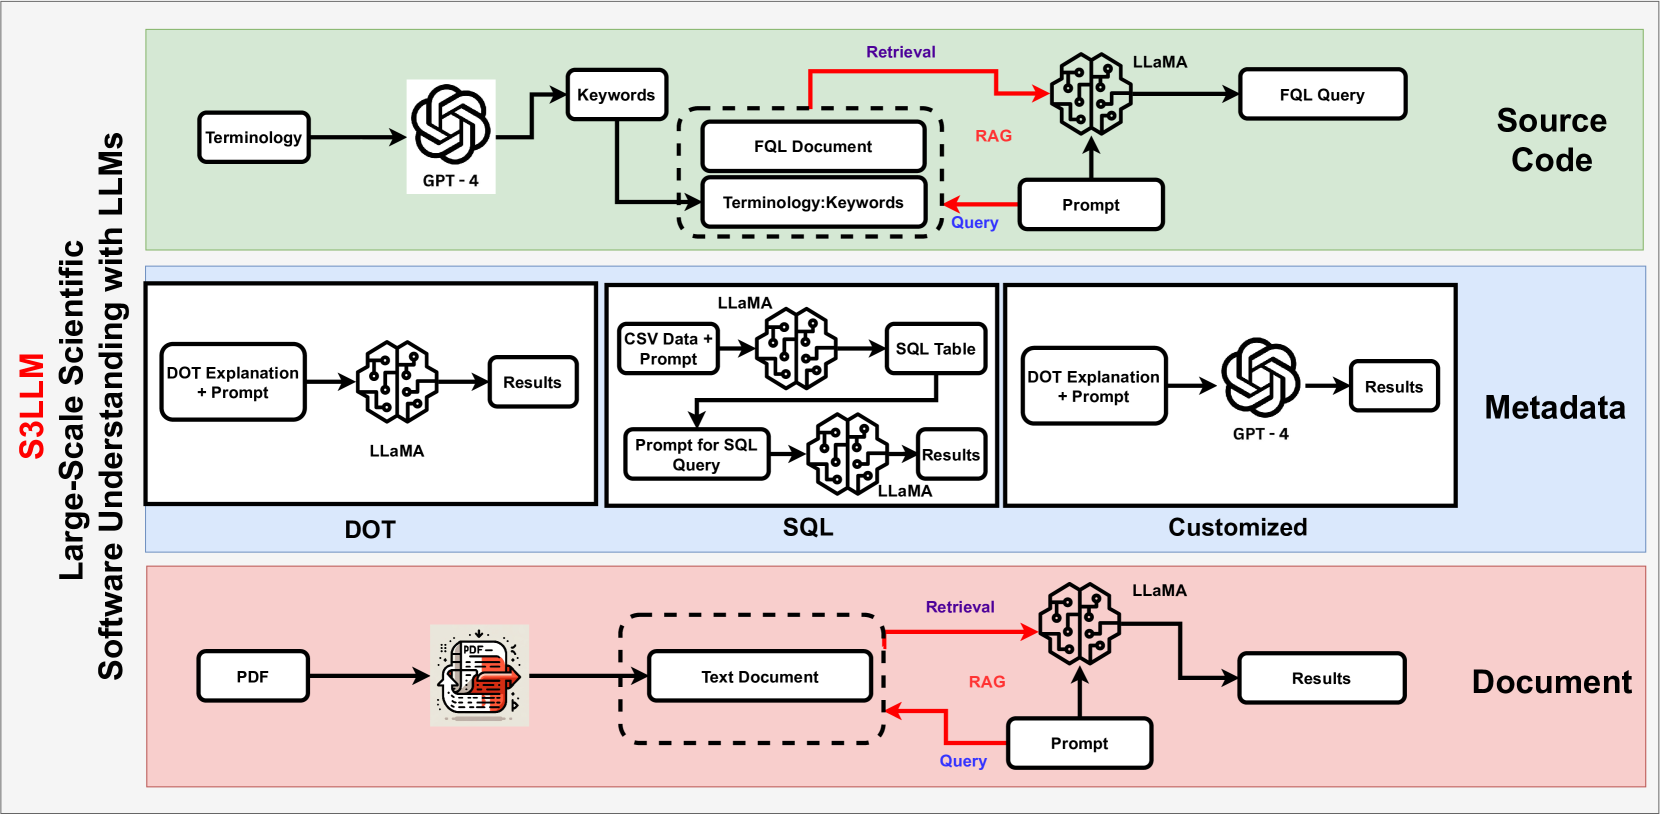 S3LLM
Large-Scale Scientific
Software Understanding with LLMs
Retrieval
LLaMA
Keywords
FQL Query
Terminology
GPT - 4
FQL Document
RAG
Source
Code
Terminology:Keywords
Prompt
Query
DOT Explanation
+ Prompt
LLaMA
Results
DOT
LLaMA
CSV Data +
Prompt
SQL Table
Prompt for SQL
Query
LLaMA
Results
SQL
DOT Explanation
+ Prompt
GPT - 4
Results
Customized
Metadata
PDF
PDF
Text Document
Retrieval
RAG
Query
LLaMA
Prompt
Results
Document